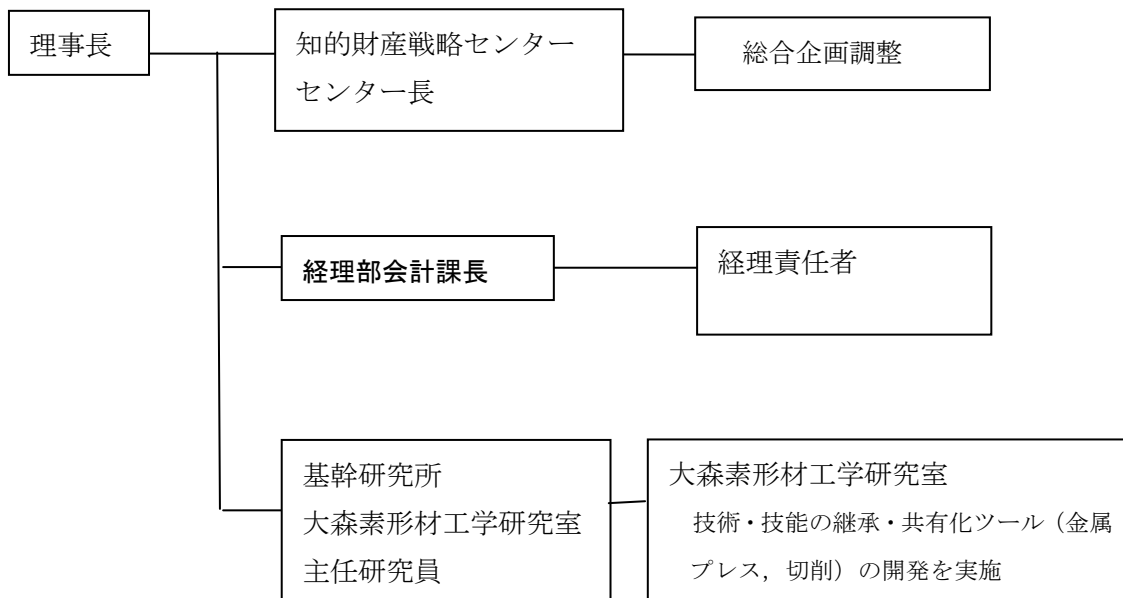 理事長
知的財産戦略センター
センター長
総合企画調整
経理部会計課長
経理責任者
基幹研究所
大森素形材工学研究室
主任研究員
大森素形材工学研究室
技術・技能の継承・共有化ツール（金属
プレス，切削）の開発を実施